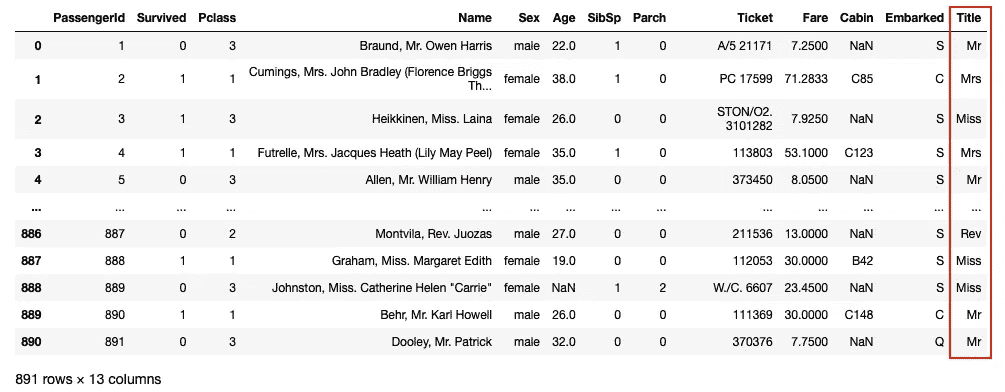 PassengerId Survived Pclass Name Sex Age SibSp Parch Ticket Fare Cabin Embarked Title
0 1 0 3 Braund, Mr. Owen Harris male 22.0 1 0 A/5 21171 7.2500 NaN S Mr
1 2 1 1 Cumings, Mrs. John Bradley (Florence Briggs Th... female 38.0 1 0 PC 17599 71.2833 C85 C Mrs
2 3 1 3 Heikkinen, Miss. Laina female 26.0 0 0 STON/O2. 3101282 7.9250 NaN S Miss
3 4 1 1 Futrelle, Mrs. Jacques Heath (Lily May Peel) female 35.0 1 0 113803 53.1000 C123 S Mrs
4 5 0 3 Allen, Mr. William Henry male 35.0 0 0 373450 8.0500 NaN S Mr
... ... ... ... ... ... ... ... ... ... ... ... ... ...
886 887 0 2 Montvila, Rev. Juozas male 27.0 0 0 211536 13.0000 NaN S Rev
887 888 1 1 Graham, Miss. Margaret Edith female 19.0 0 0 112053 30.0000 B42 S Miss
888 889 0 3 Johnston, Miss. Catherine Helen "Carrie" female NaN 1 2 W./C. 6607 23.4500 NaN S Miss
889 890 1 1 Behr, Mr. Karl Howell male 26.0 0 0 111369 30.0000 C148 C Mr
890 891 0 3 Dooley, Mr. Patrick male 32.0 0 0 370376 7.7500 NaN Q Mr
891 rows × 13 columns